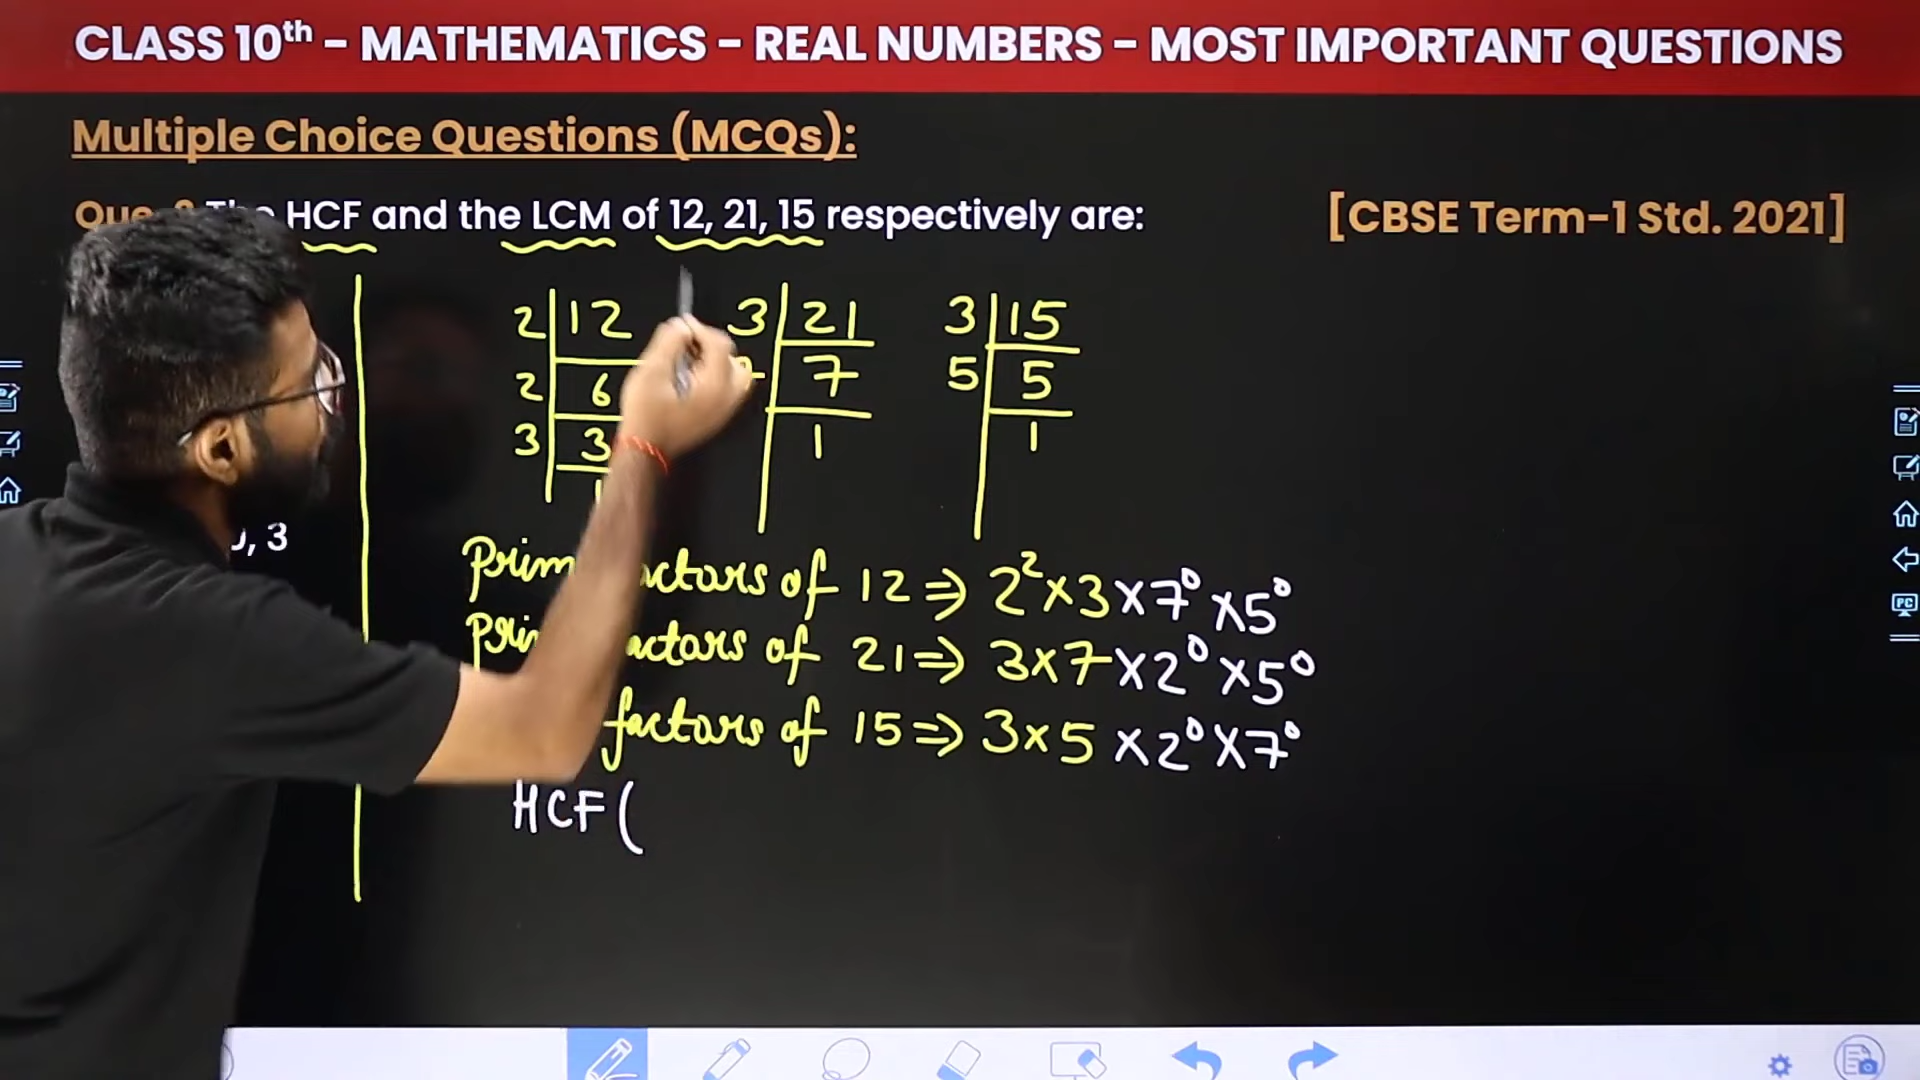 CLASS 10th - MATHEMATICS - REAL NUMBERS - MOST IMPORTANT QUESTIONS
Multiple Choice Questions (MCQs):
HCF and the LCM of 12, 21, 15 respectively are: [CBSE Term-1 Std. 2021]
2 12 3 21 3 15
2 6 7 5 5
3 3 1 1
, 3
of 12 ⇒ 2² × 3 × 7⁰ × 5⁰
of 21 ⇒ 3 × 7 × 2⁰ × 5⁰
factors of 15 ⇒ 3 × 5 × 2⁰ × 7⁰
HCF (
PC